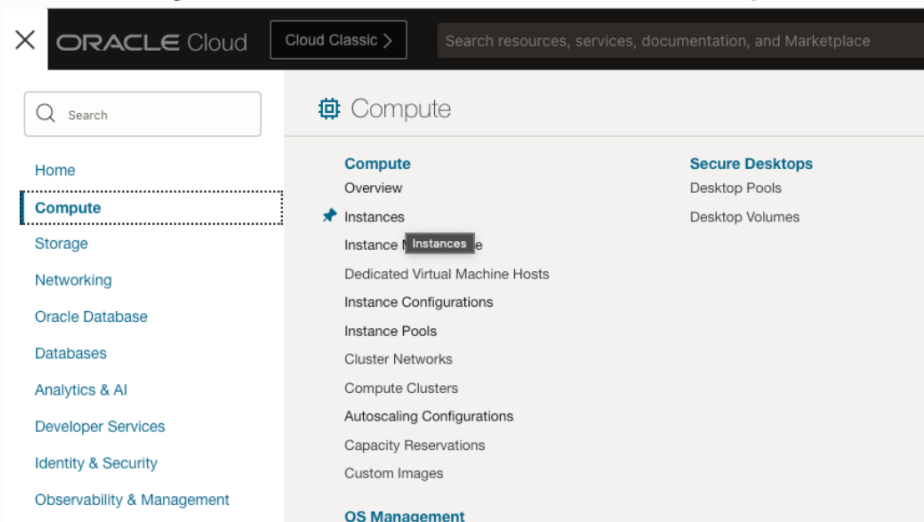 ORACLE Cloud
Cloud Classic >
Search resources, services, documentation, and Marketplace
Search
Home
Compute
Storage
Networking
Oracle Database
Databases
Analytics & AI
Developer Services
Identity & Security
Observability & Management
Compute
Compute
Overview
Instances
Instance
Instances
Dedicated Virtual Machine Hosts
Instance Configurations
Instance Pools
Cluster Networks
Compute Clusters
Autoscaling Configurations
Capacity Reservations
Custom Images
OS Management
Secure Desktops
Desktop Pools
Desktop Volumes